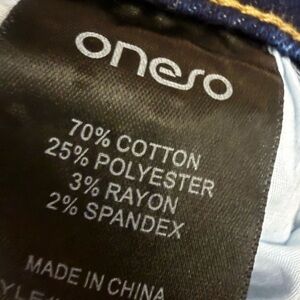 oneso
70% COTTON
25% POLYESTER
3% RAYON
2% SPANDEX
MADE IN CHINA